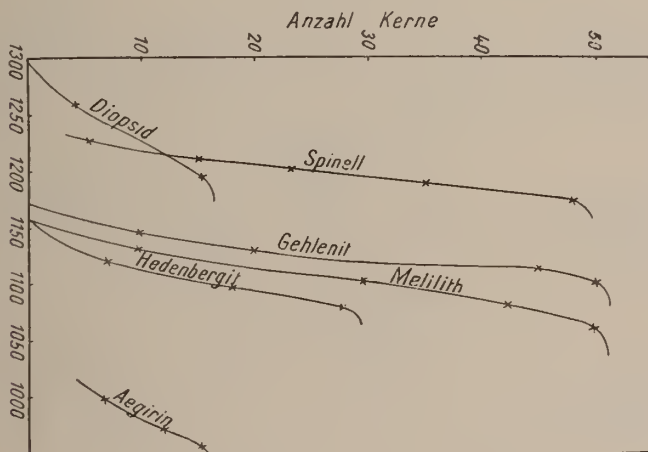 Anzahl Kerne
10
20
30
40
50
1300
1250
1200
1150
1100
1050
1000
Diopsid
Spinell
Gehlenit
Melilith
Hedenbergit
Aegirin